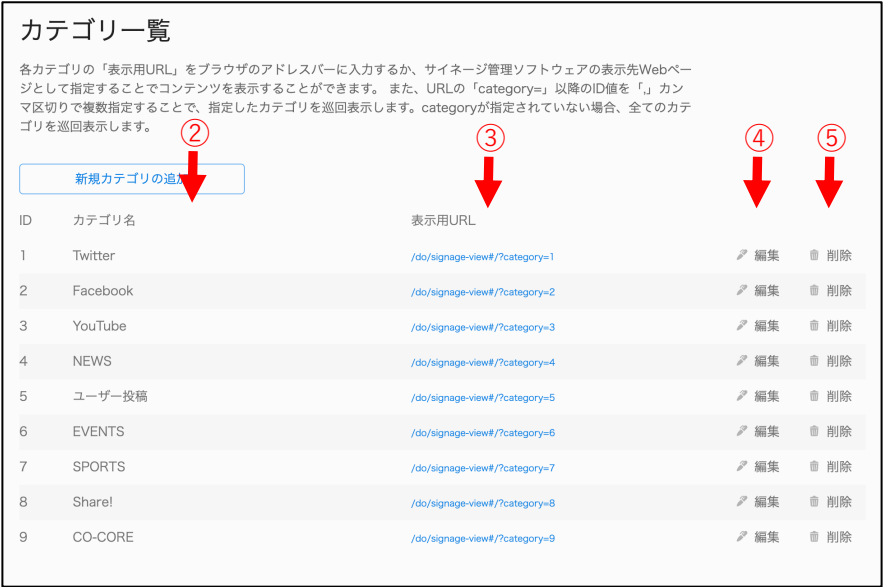 カテゴリ一覧
各カテゴリの「表示用URL」をブラウザのアドレスバーに入力するか、サイネージ管理ソフトウェアの表示先Webペー
ジとして指定することでコンテンツを表示することができます。 また、URLの「category=」以降のID値を「,」カン
マ区切りで複数指定することで、指定したカテゴリを巡回表示します。categoryが指定されていない場合、全てのカテ
ゴリを巡回表示します。
② ③ ④ ⑤
新規カテゴリの追加
ID カテゴリ名 表示用URL
1 Twitter /do/signage-view#/?category=1 編集 削除
2 Facebook /do/signage-view#/?category=2 編集 削除
3 YouTube /do/signage-view#/?category=3 編集 削除
4 NEWS /do/signage-view#/?category=4 編集 削除
5 ユーザー投稿 /do/signage-view#/?category=5 編集 削除
6 EVENTS /do/signage-view#/?category=6 編集 削除
7 SPORTS /do/signage-view#/?category=7 編集 削除
8 Share! /do/signage-view#/?category=8 編集 削除
9 CO-CORE /do/signage-view#/?category=9 編集 削除